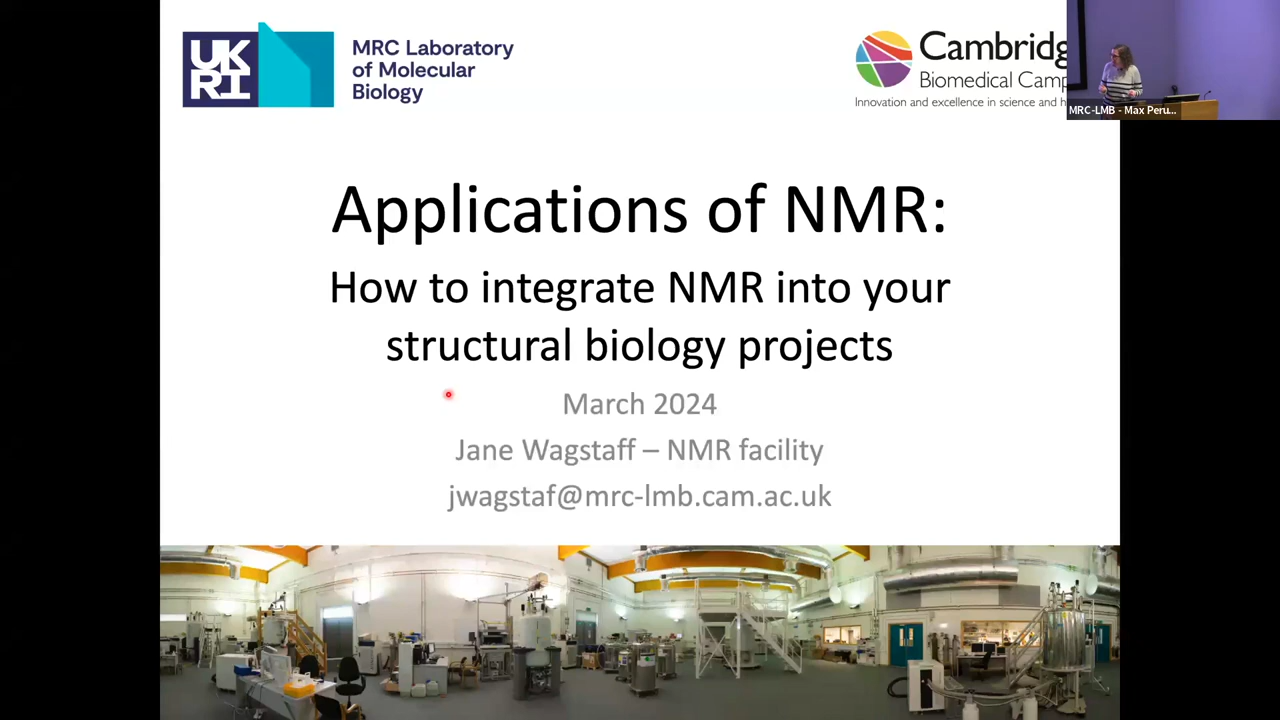 UK
RI
MRC Laboratory
of Molecular
Biology
Cambridg
Biomedical Camp
Innovation and excellence in science and h
MRC-LMB - Max Peru...
Applications of NMR:
How to integrate NMR into your
structural biology projects
March 2024
Jane Wagstaff – NMR facility
jwagstaf@mrc-lmb.cam.ac.uk